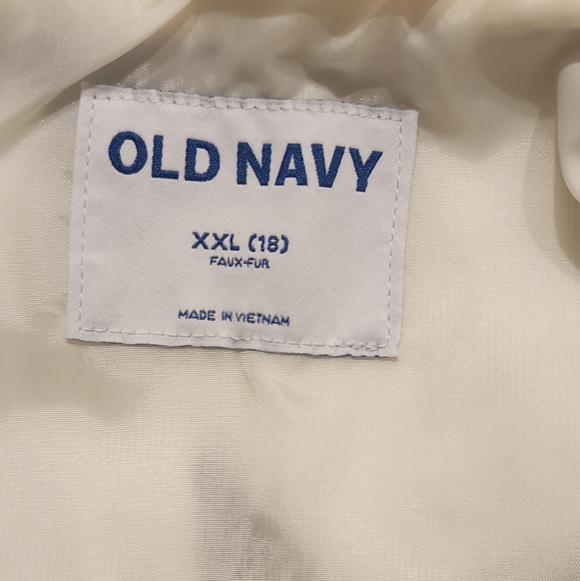 OLD NAVY
XXL (18)
FAUX-FUR
MADE IN VIETNAM